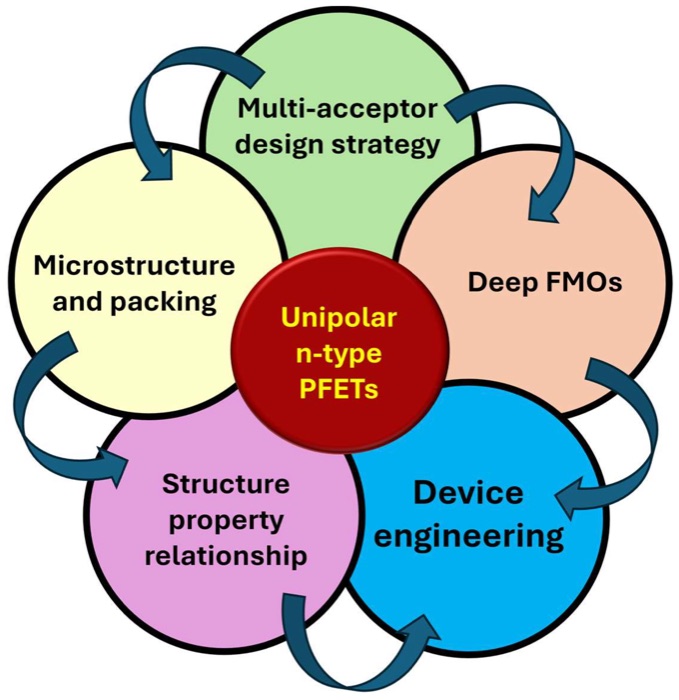 Multi-acceptor
design strategy
Microstructure
and packing
Deep FMOs
Unipolar
n-type
PFETs
Structure
property
relationship
Device
engineering